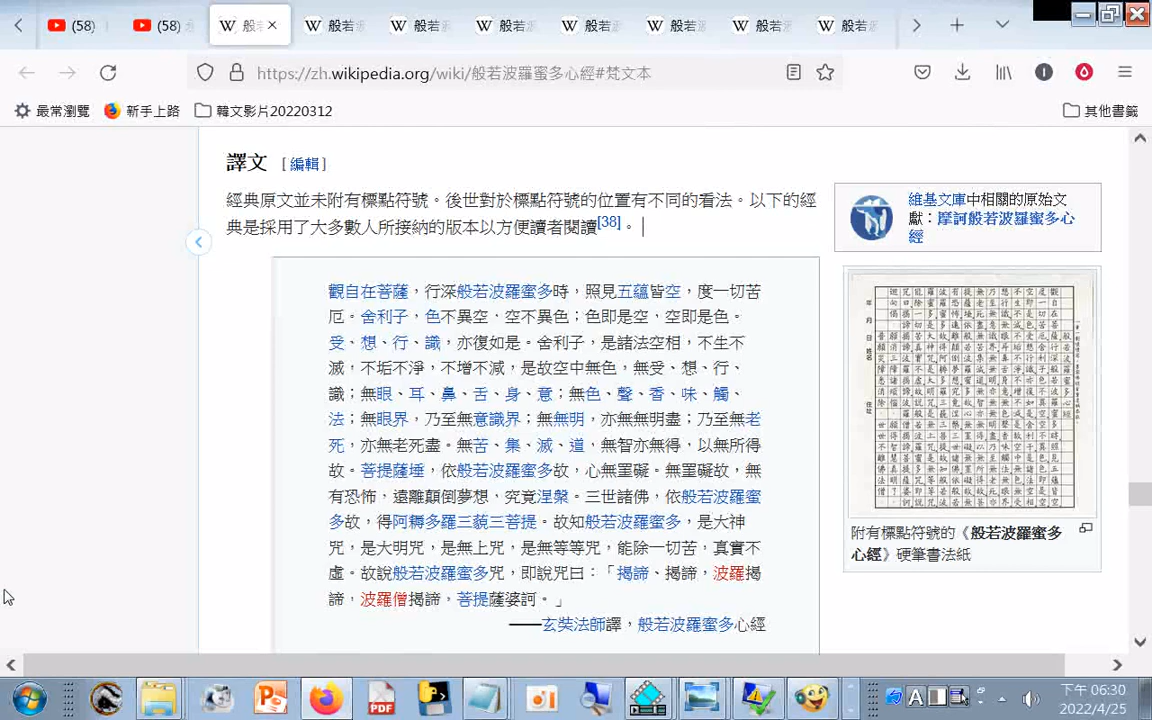 (58)
(58)
般若
般若
般若
般若
般若
般若
般若
般若
https://zh.wikipedia.org/wiki/般若波羅蜜多心經#梵文本
最常瀏覽
新手上路
韓文影片20220312
其他書籤
譯文 [編輯]
經典原文並未附有標點符號。後世對於標點符號的位置有不同的看法。以下的經
典是採用了大多數人所接納的版本以方便讀者閱讀[38]。
觀自在菩薩，行深般若波羅蜜多時，照見五蘊皆空，度一切苦
厄。舍利子，色不異空，空不異色；色即是空，空即是色。
受、想、行、識，亦復如是。舍利子，是諸法空相，不生不
滅，不垢不淨，不增不減，是故空中無色，無受、想、行、
識；無眼、耳、鼻、舌、身、意；無色、聲、香、味、觸、
法；無眼界，乃至無意識界；無無明，亦無無明盡；乃至無老
死，亦無老死盡。無苦、集、滅、道，無智亦無得，以無所得
故。菩提薩埵，依般若波羅蜜多故，心無罣礙。無罣礙故，無
有恐怖，遠離顛倒夢想，究竟涅槃。三世諸佛，依般若波羅蜜
多故，得阿耨多羅三藐三菩提。故知般若波羅蜜多，是大神
咒，是大明咒，是無上咒，是無等等咒，能除一切苦，真實不
虛。故說般若波羅蜜多咒，即說咒曰：「揭諦、揭諦，波羅揭
諦，波羅僧揭諦，菩提薩婆訶。」
——玄奘法師譯，般若波羅蜜多心經
維基文庫中相關的原始文
獻：摩訶般若波羅蜜多心
經
附有標點符號的《般若波羅蜜多
心經》硬筆書法紙
下午 06:30
2022/4/25